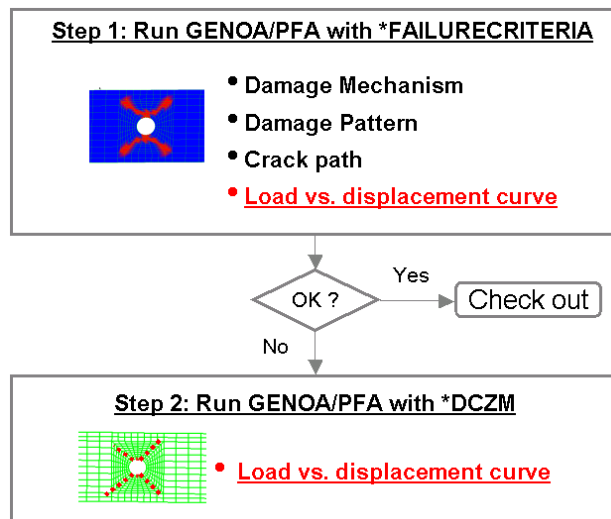 Step 1: Run GENOA/PFA with *FAILURECRITERIA
• Damage Mechanism
• Damage Pattern
• Crack path
• Load vs. displacement curve
OK ?
Yes
Check out
No
Step 2: Run GENOA/PFA with *DCZM
• Load vs. displacement curve